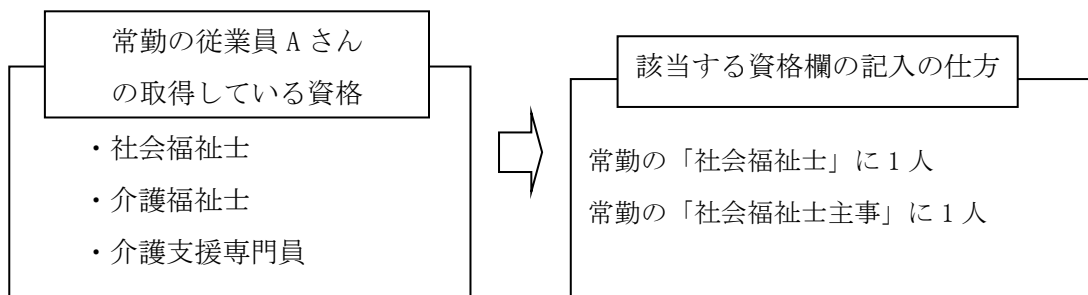 常勤の従業員 A さん
の取得している資格
・社会福祉士
・介護福祉士
・介護支援専門員
該当する資格欄の記入の仕方
常勤の「社会福祉士」に 1 人
常勤の「社会福祉士主事」に 1 人